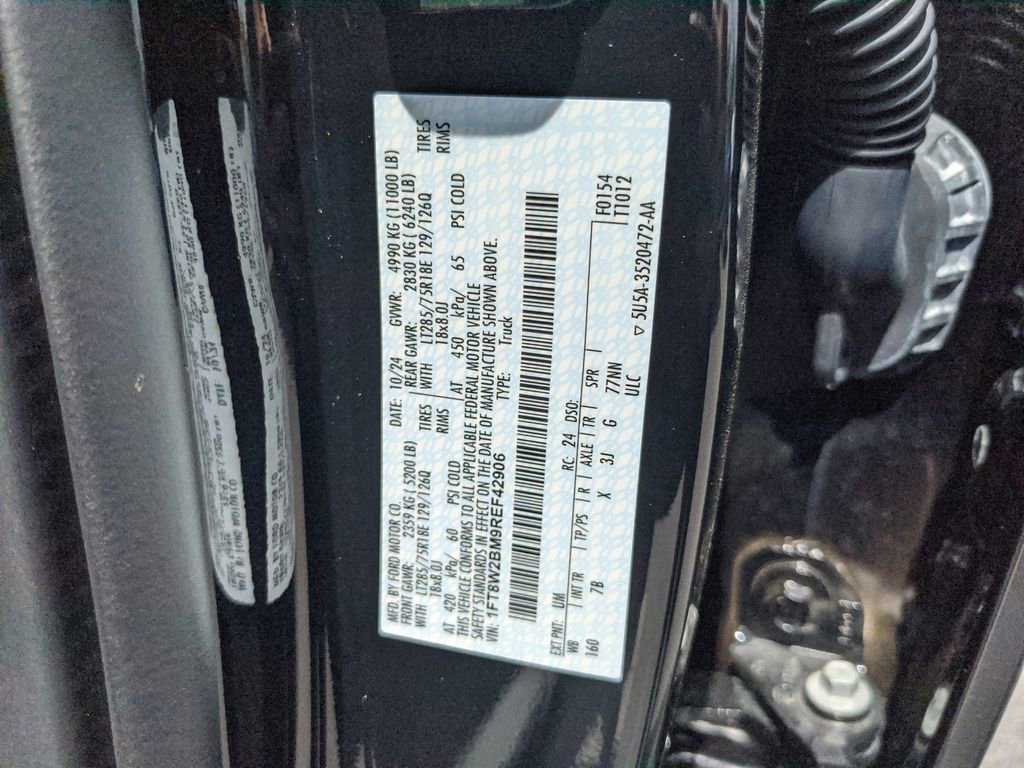 MFD. BY FORD MOTOR CO.
DATE: 10/24 GVWR: 4990 KG (11000 LB)
FRONT GAWR: 2359 KG (5200 LB) REAR GAWR: 2830 KG (6240 LB)
WITH LT285/75R18E 129/126Q TIRES WITH LT285/75R18E 129/126Q TIRES
18x8.0J RIMS 18x8.0J RIMS
AT 420 kPa/ 60 PSI COLD AT 450 kPa/ 65 PSI COLD
THIS VEHICLE CONFORMS TO ALL APPLICABLE FEDERAL MOTOR VEHICLE
SAFETY STANDARDS IN EFFECT ON THE DATE OF MANUFACTURE SHOWN ABOVE.
VIN: 1FT8W2BM9REF42906 TYPE: Truck
EXT PNT: UM RC: 24 DSO: F0154
WB | INT TR | TP/PS | R | AXLE | TR | SPR | TT1012
160 7B X 3J G 77NN
ULC
▽ 5U5A-3520472-AA